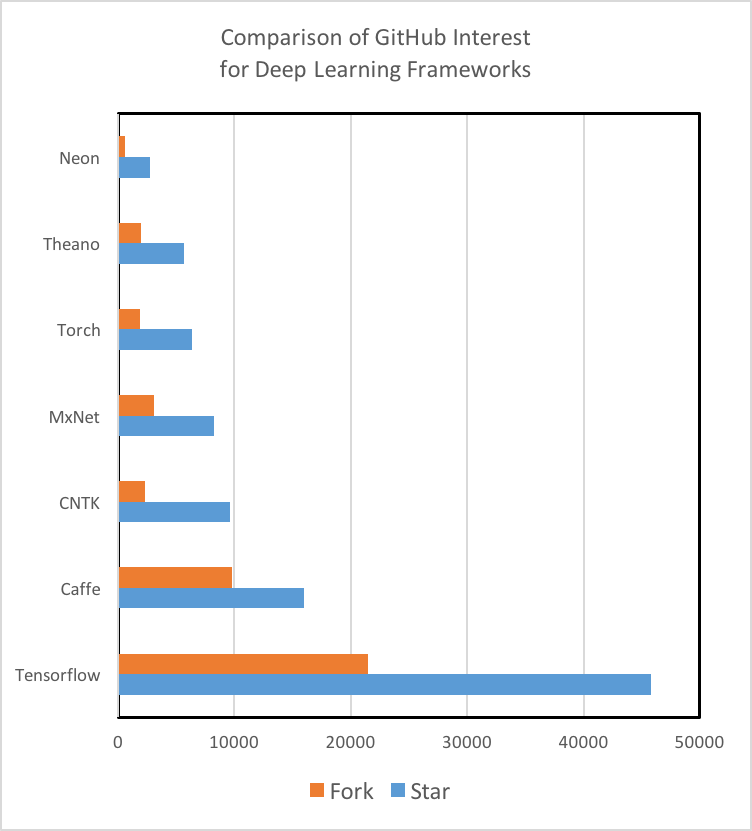 Comparison of GitHub Interest
for Deep Learning Frameworks
Neon
Theano
Torch
MxNet
CNTK
Caffe
Tensorflow
0 10000 20000 30000 40000 50000
Fork Star